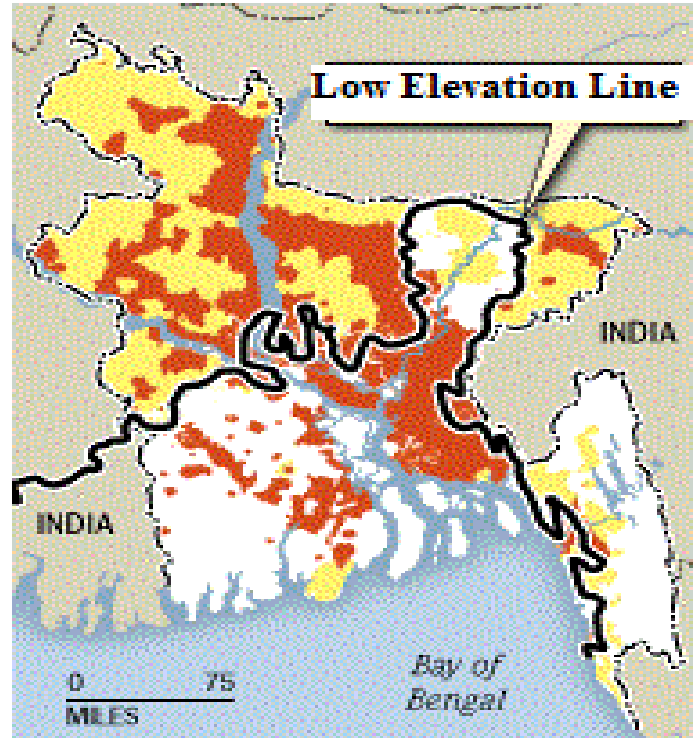 Low Elevation Line
INDIA
INDIA
Bay of
Bengal
0 75
MILES